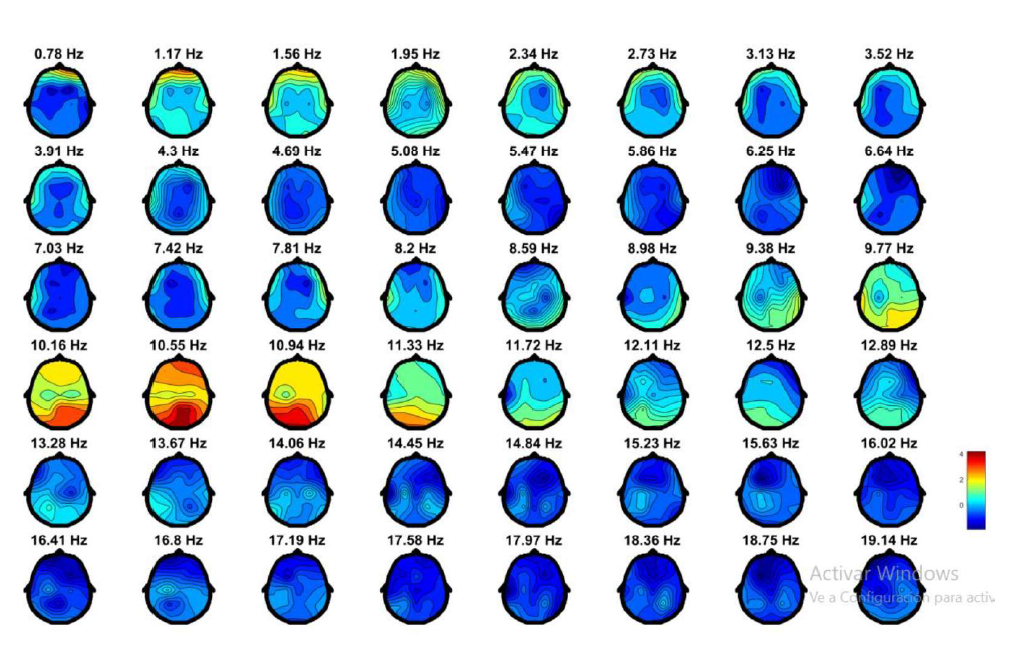 0.78 Hz 1.17 Hz 1.56 Hz 1.95 Hz 2.34 Hz 2.73 Hz 3.13 Hz 3.52 Hz
3.91 Hz 4.3 Hz 4.69 Hz 5.08 Hz 5.47 Hz 5.86 Hz 6.25 Hz 6.64 Hz
7.03 Hz 7.42 Hz 7.81 Hz 8.2 Hz 8.59 Hz 8.98 Hz 9.38 Hz 9.77 Hz
10.16 Hz 10.55 Hz 10.94 Hz 11.33 Hz 11.72 Hz 12.11 Hz 12.5 Hz 12.89 Hz
13.28 Hz 13.67 Hz 14.06 Hz 14.45 Hz 14.84 Hz 15.23 Hz 15.63 Hz 16.02 Hz
4
2
0
16.41 Hz 16.8 Hz 17.19 Hz 17.58 Hz 17.97 Hz 18.36 Hz 18.75 Hz 19.14 Hz
Activar Windows
Ve a Configuración para activ